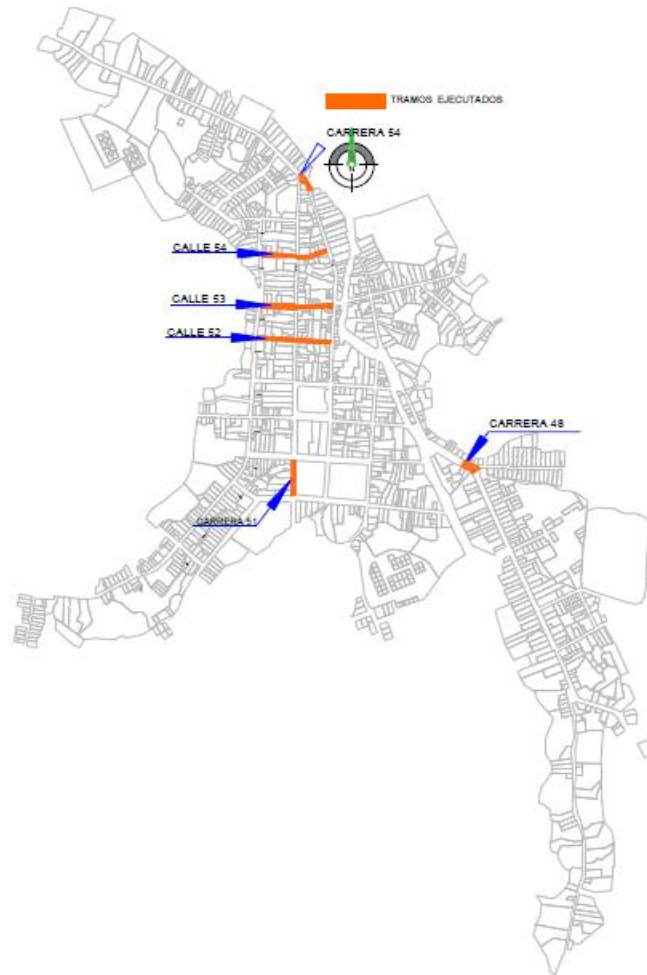 TRAMOS EJECUTADOS
CARRERA 54
N
CALLE 54
CALLE 53
CALLE 52
CARRERA 48
CARRERA 51